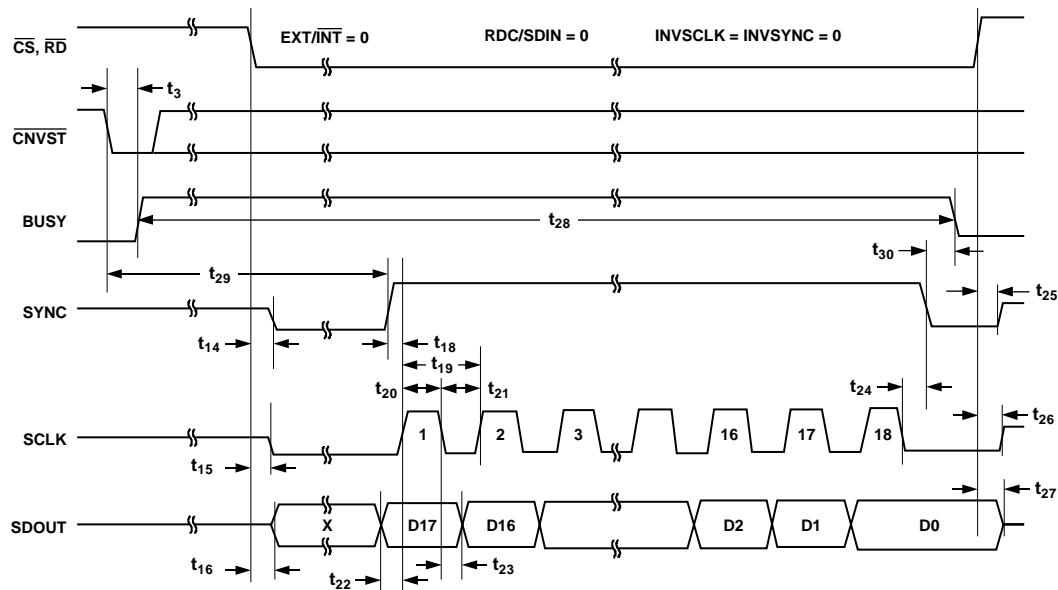 EXT/INT = 0 RDC/SDIN = 0 INVSCLK = INVSYNC = 0
CS, RD
t3
CNVST
BUSY
t28
t30
t29
t25
SYNC
t14
t18
t19
t20
t21
t24
t26
SCLK
1 2 3 16 17 18
t15
t27
SDOUT
X D17 D16 D2 D1 D0
t16
t22
t23